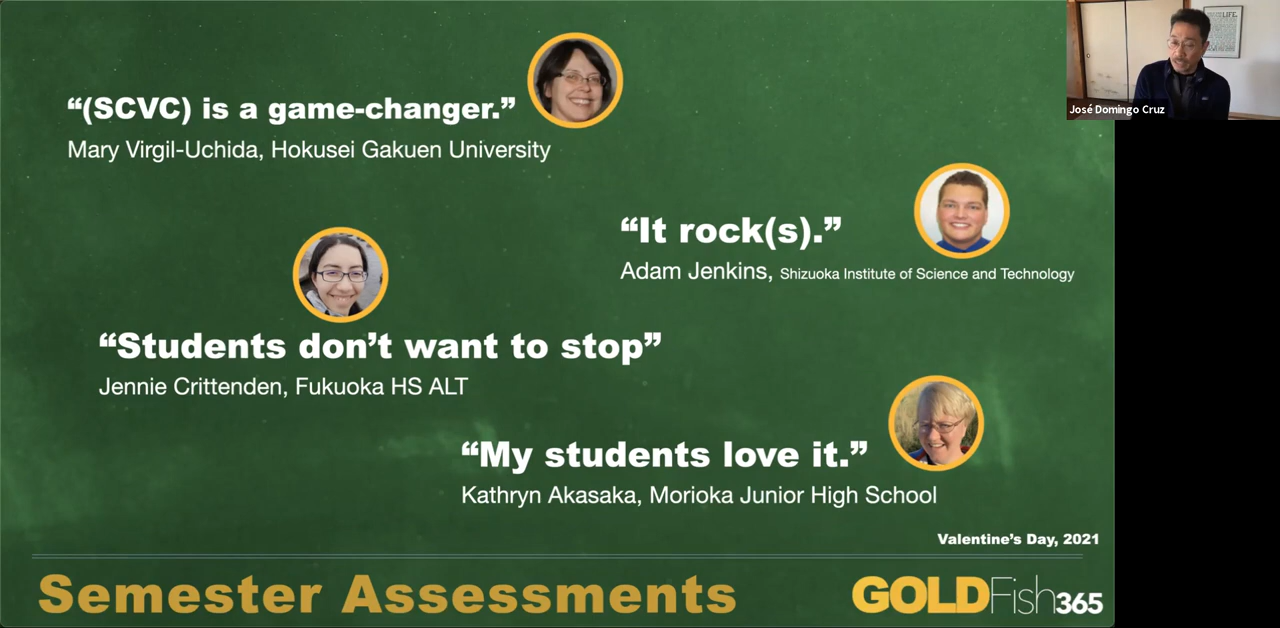 “(SCVC) is a game-changer.”
Mary Virgil-Uchida, Hokusei Gakuen University
“It rock(s).”
Adam Jenkins, Shizuoka Institute of Science and Technology
“Students don’t want to stop”
Jennie Crittenden, Fukuoka HS ALT
“My students love it.”
Kathryn Akasaka, Morioka Junior High School
Valentine’s Day, 2021
Semester Assessments
GOLDFish365
LIFE.
José Domingo Cruz